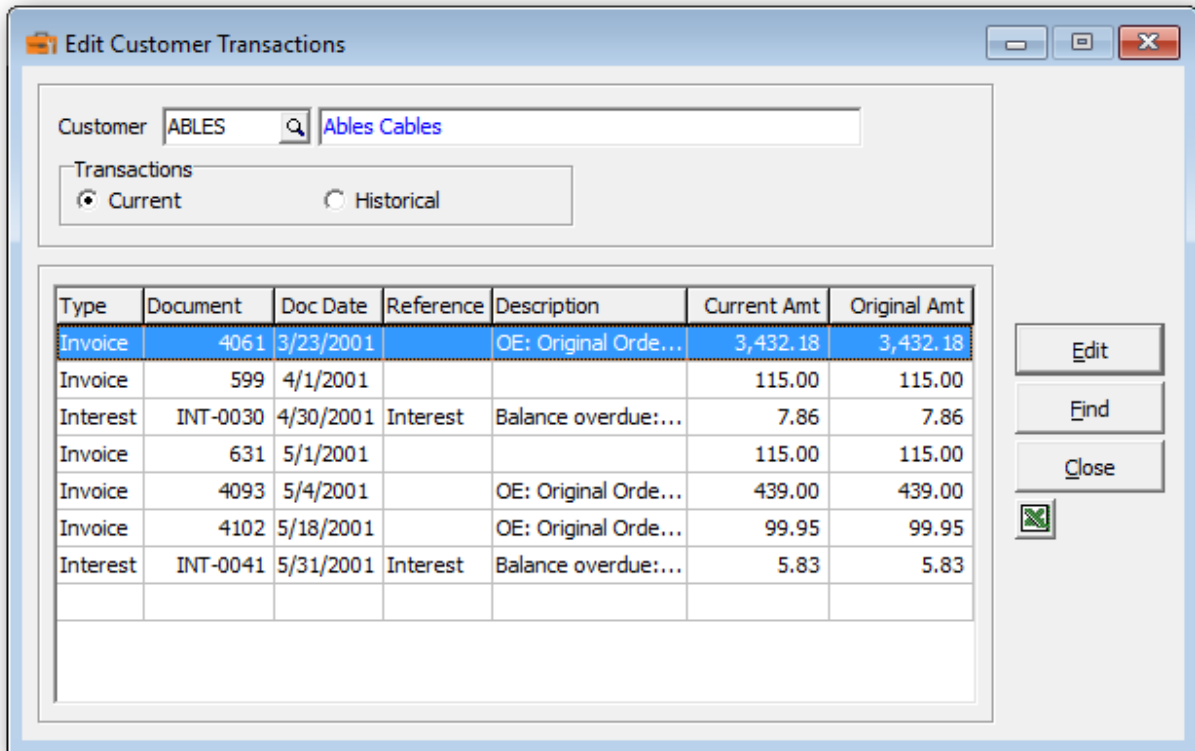 Edit Customer Transactions
Customer ABLES Ables Cables
Transactions
Current Historical
Type Document Doc Date Reference Description Current Amt Original Amt
Invoice 4061 3/23/2001 OE: Original Orde... 3,432.18 3,432.18
Invoice 599 4/1/2001 115.00 115.00
Interest INT-0030 4/30/2001 Interest Balance overdue:... 7.86 7.86
Invoice 631 5/1/2001 115.00 115.00
Invoice 4093 5/4/2001 OE: Original Orde... 439.00 439.00
Invoice 4102 5/18/2001 OE: Original Orde... 99.95 99.95
Interest INT-0041 5/31/2001 Interest Balance overdue:... 5.83 5.83
Edit
Find
Close